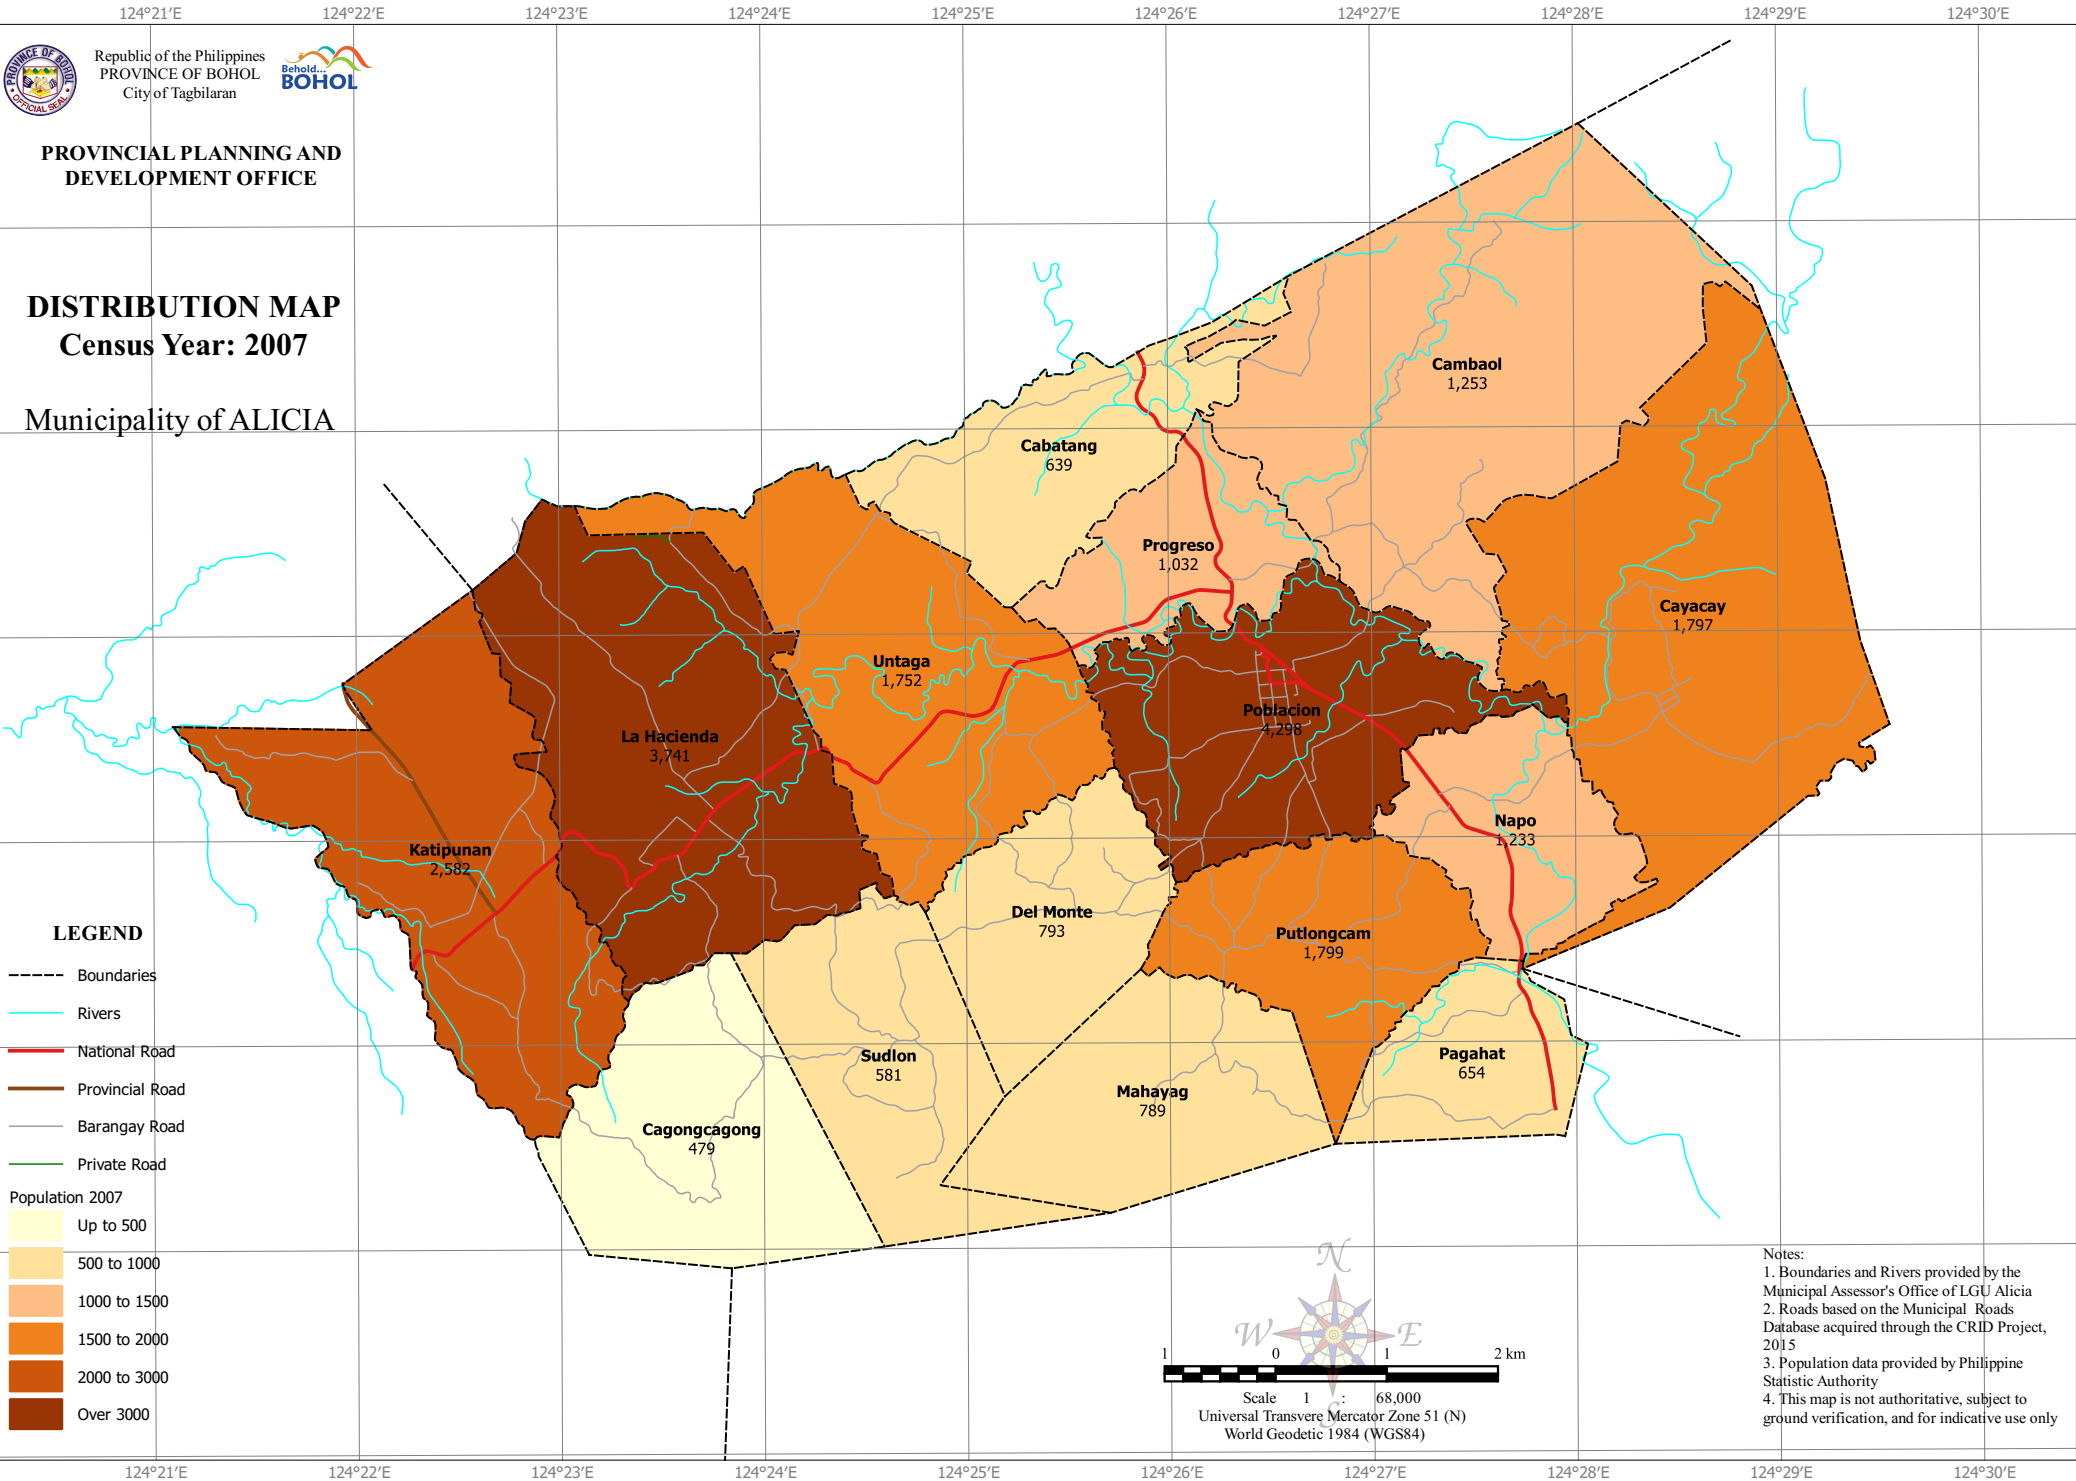 124°21'E 124°22'E 124°23'E 124°24'E 124°25'E 124°26'E 124°27'E 124°28'E 124°29'E 124°30'E
PROVINCE OF BOHOL
OFFICIAL SEAL
Republic of the Philippines
PROVINCE OF BOHOL
City of Tagbilaran
Behold...
BOHOL
PROVINCIAL PLANNING AND
DEVELOPMENT OFFICE
DISTRIBUTION MAP
Census Year: 2007
Municipality of ALICIA
Cambaol
1,253
Cabatang
639
Progreso
1,032
Cayacay
1,797
Untaga
1,752
La Hacienda
3,741
Poblacion
4,298
Napo
1,233
Katipunan
2,582
Del Monte
793
Putlongcam
1,799
Sudlon
581
Pagahat
654
Mahayag
789
Cagongcagong
479
LEGEND
Boundaries
Rivers
National Road
Provincial Road
Barangay Road
Private Road
Population 2007
Up to 500
500 to 1000
1000 to 1500
1500 to 2000
2000 to 3000
Over 3000
N
W E
S
1 0 1 2 km
Scale 1 : 68,000
Universal Transvere Mercator Zone 51 (N)
World Geodetic 1984 (WGS84)
Notes:
1. Boundaries and Rivers provided by the
Municipal Assessor's Office of LGU Alicia
2. Roads based on the Municipal Roads
Database acquired through the CRID Project,
2015
3. Population data provided by Philippine
Statistic Authority
4. This map is not authoritative, subject to
ground verification, and for indicative use only
124°21'E 124°22'E 124°23'E 124°24'E 124°25'E 124°26'E 124°27'E 124°28'E 124°29'E 124°30'E